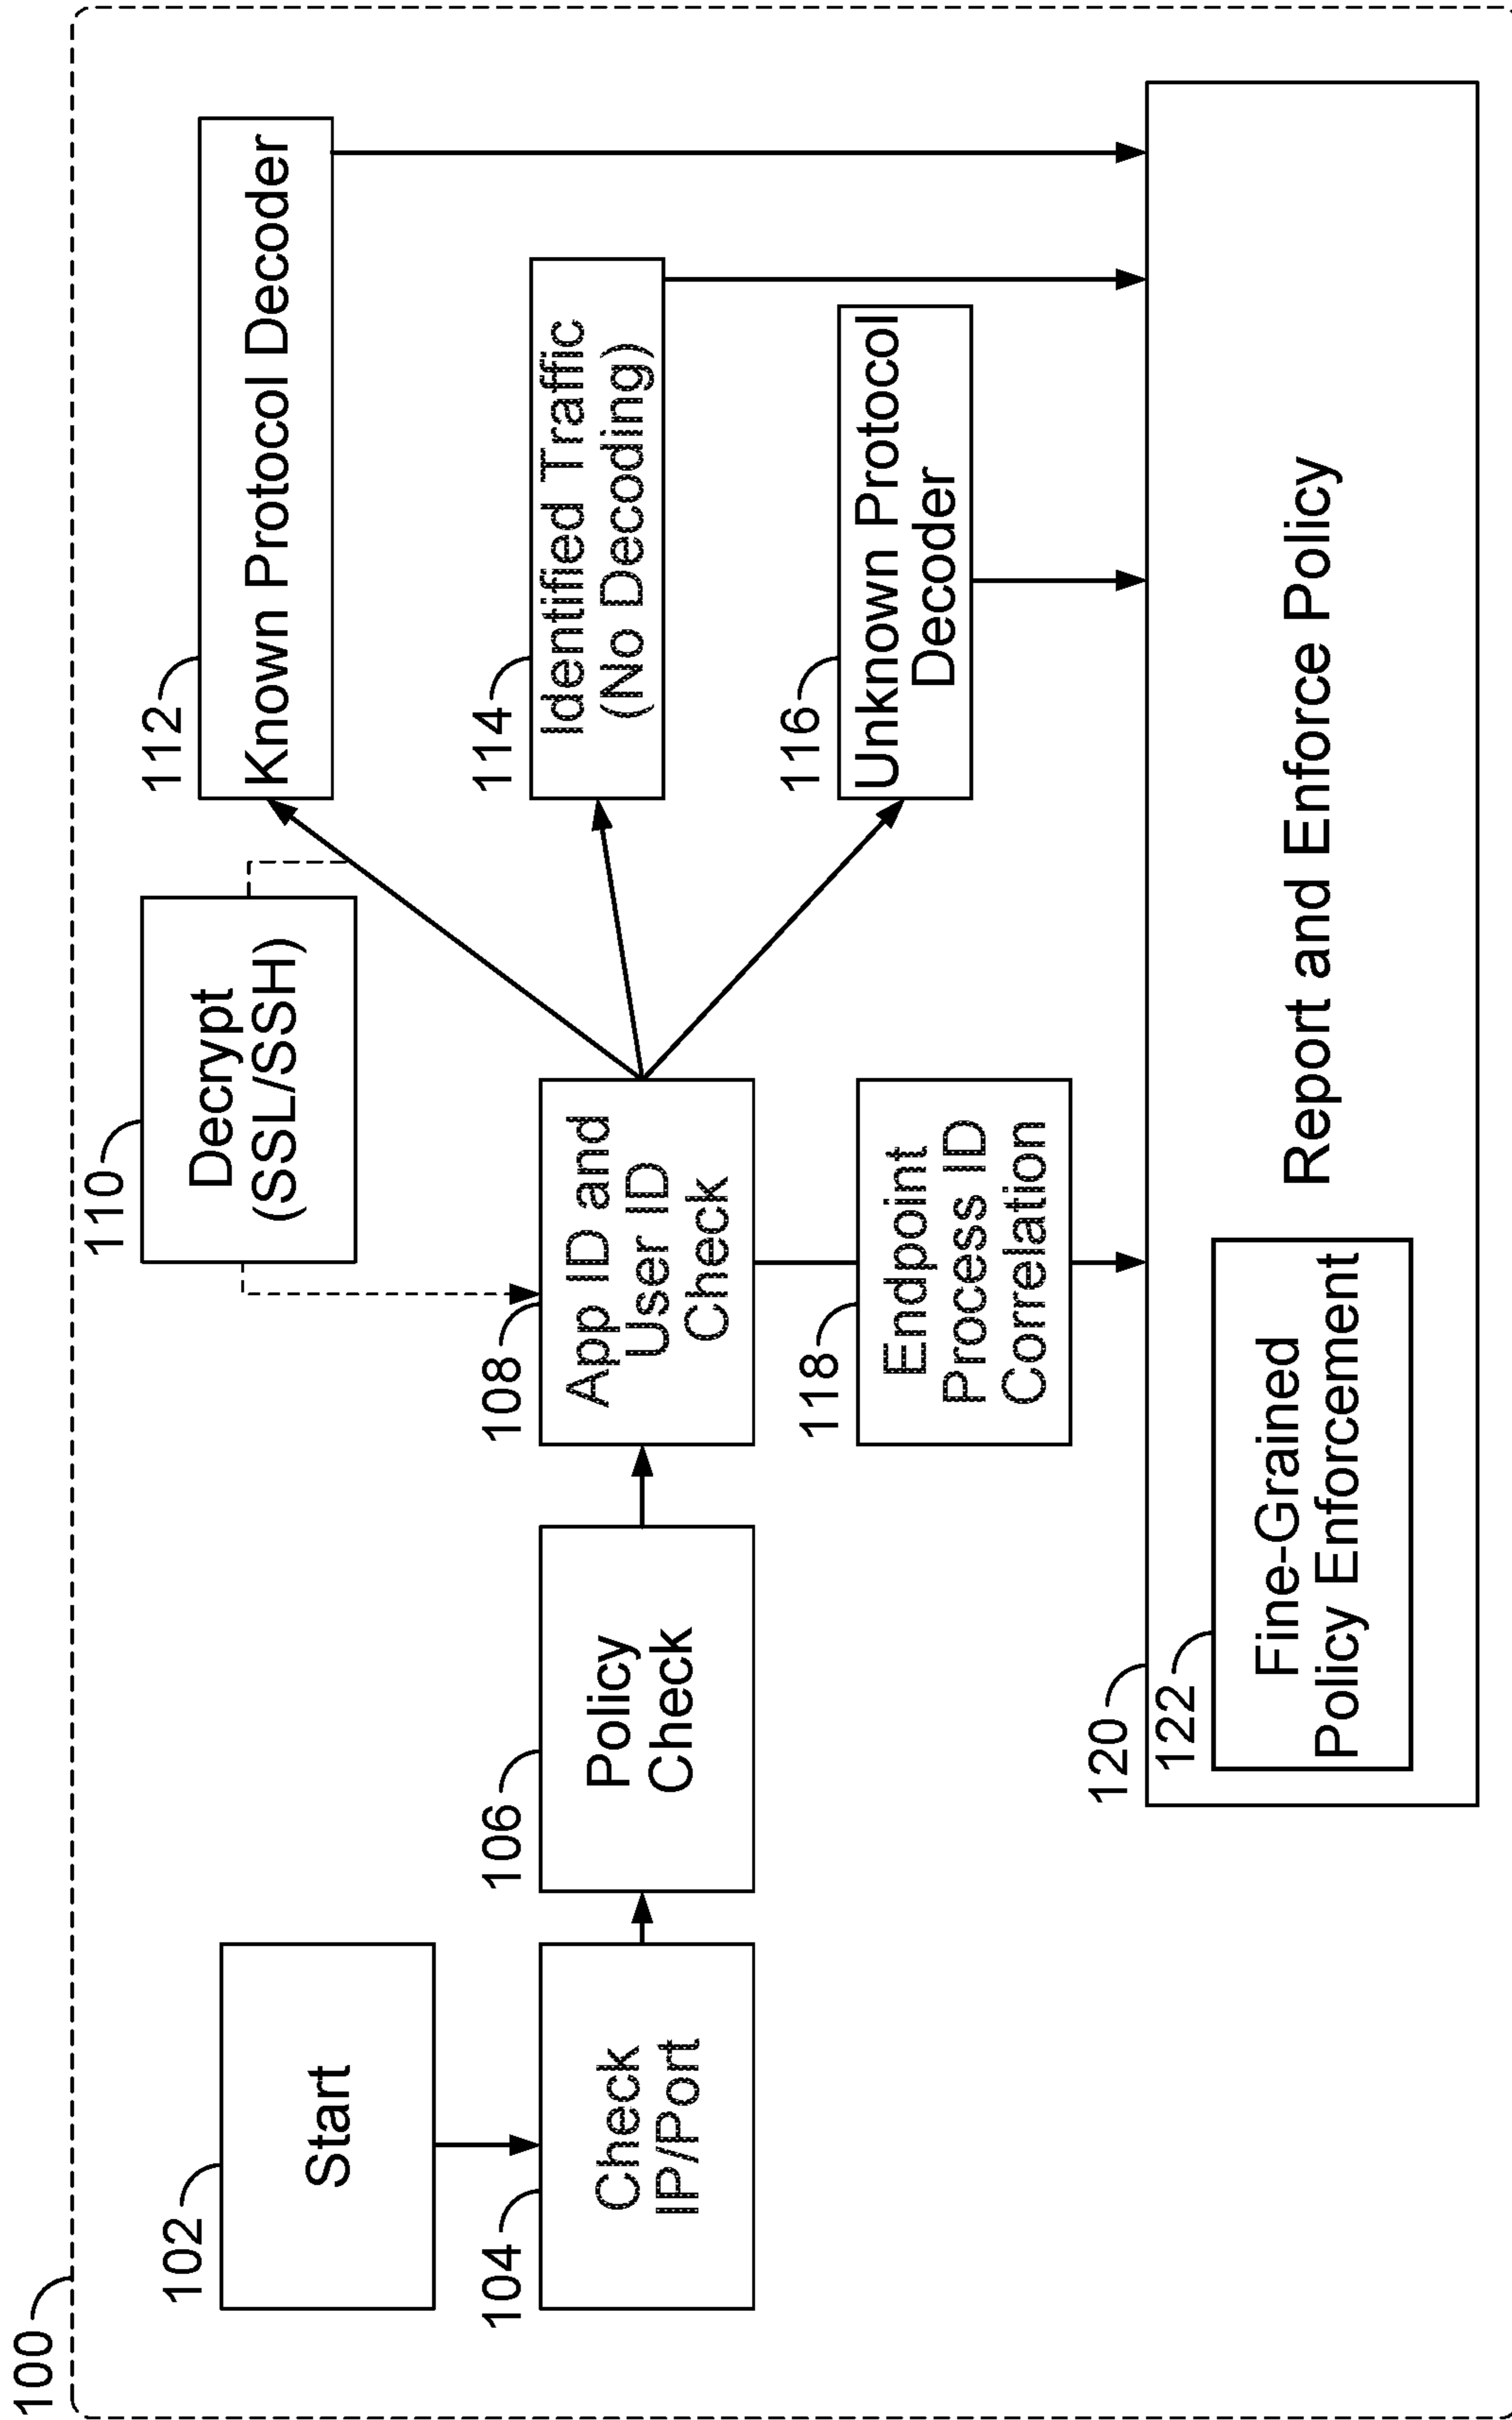 100
102
Start
104
Check
IP/Port
106
Policy
Check
108
App ID and
User ID
Check
110
Decrypt
(SSL/SSH)
112
Known Protocol Decoder
114
Identified Traffic
(No Decoding)
116
Unknown Protocol
Decoder
118
Endpoint
Process ID
Correlation
120
Report and Enforce Policy
122
Fine-Grained
Policy Enforcement